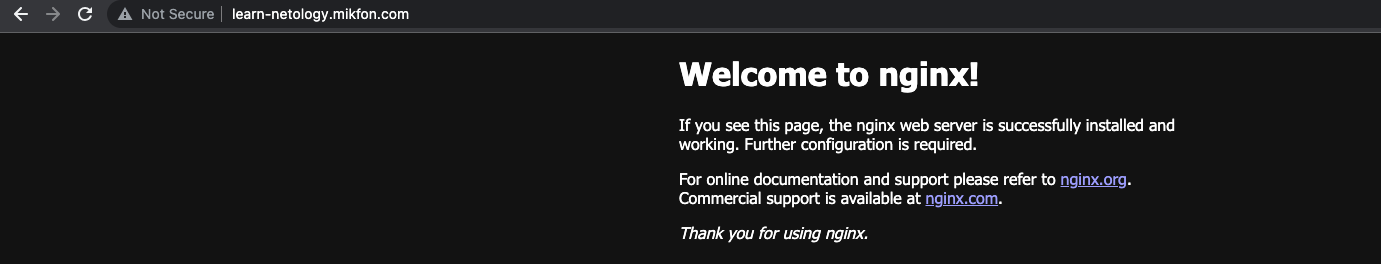 Not Secure learn-netology.mikfon.com
Welcome to nginx!
If you see this page, the nginx web server is successfully installed and
working. Further configuration is required.
For online documentation and support please refer to nginx.org.
Commercial support is available at nginx.com.
Thank you for using nginx.